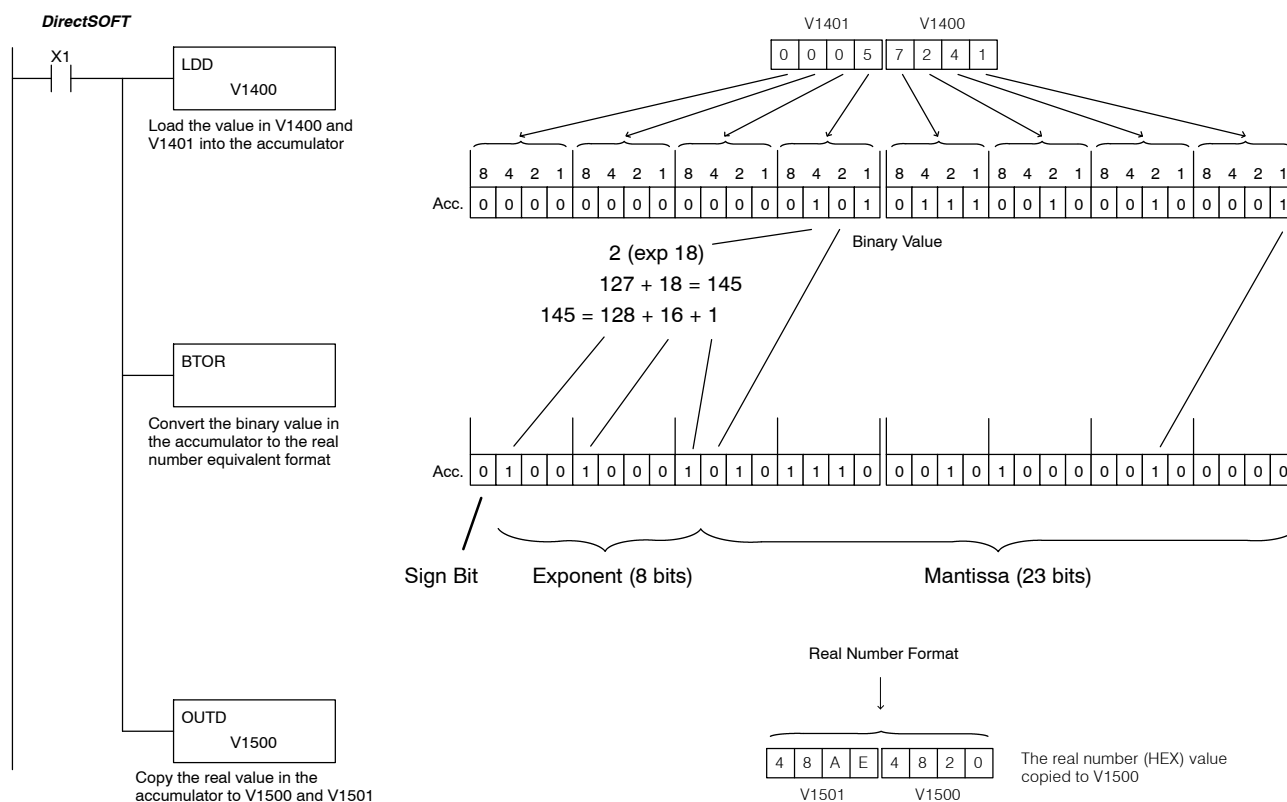 DirectSOFT
X1
LDD
V1400
Load the value in V1400 and
V1401 into the accumulator
V1401 V1400
0 0 0 5 7 2 4 1
8 4 2 1 8 4 2 1 8 4 2 1 8 4 2 1 8 4 2 1 8 4 2 1 8 4 2 1 8 4 2 1
Acc. 0 0 0 0 0 0 0 0 0 0 0 0 0 1 0 1 0 1 1 1 0 0 1 0 0 0 1 0 0 0 0 1
Binary Value
2 (exp 18)
127 + 18 = 145
145 = 128 + 16 + 1
BTOR
Convert the binary value in
the accumulator to the real
number equivalent format
Acc. 0 1 0 0 1 0 0 0 1 0 1 0 1 1 1 0 0 0 1 0 1 0 0 0 0 0 1 0 0 0 0 0
Sign Bit Exponent (8 bits) Mantissa (23 bits)
Real Number Format
OUTD
V1500
Copy the real value in the
accumulator to V1500 and V1501
4 8 A E 4 8 2 0
V1501 V1500
The real number (HEX) value
copied to V1500